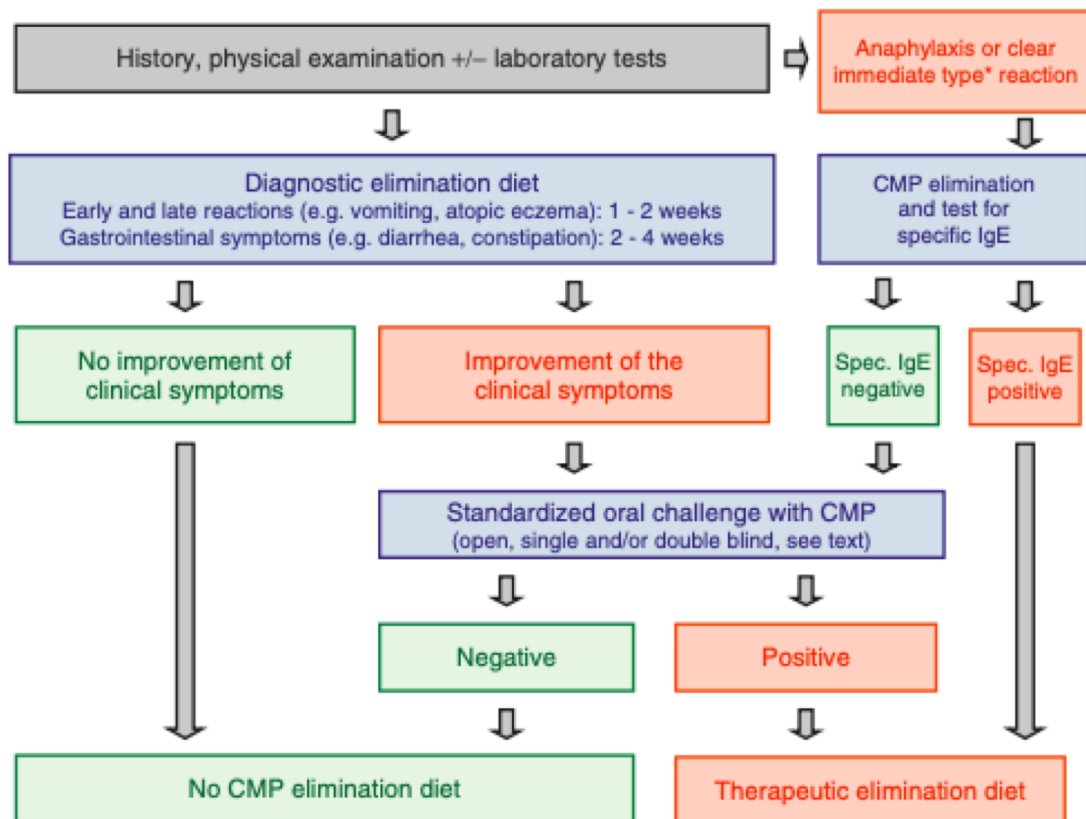 History, physical examination +/− laboratory tests
Anaphylaxis or clear
immediate type* reaction
Diagnostic elimination diet
Early and late reactions (e.g. vomiting, atopic eczema): 1 - 2 weeks
Gastrointestinal symptoms (e.g. diarrhea, constipation): 2 - 4 weeks
CMP elimination
and test for
specific IgE
No improvement of
clinical symptoms
Improvement of the
clinical symptoms
Spec. IgE
negative
Spec. IgE
positive
Standardized oral challenge with CMP
(open, single and/or double blind, see text)
Negative
Positive
No CMP elimination diet
Therapeutic elimination diet